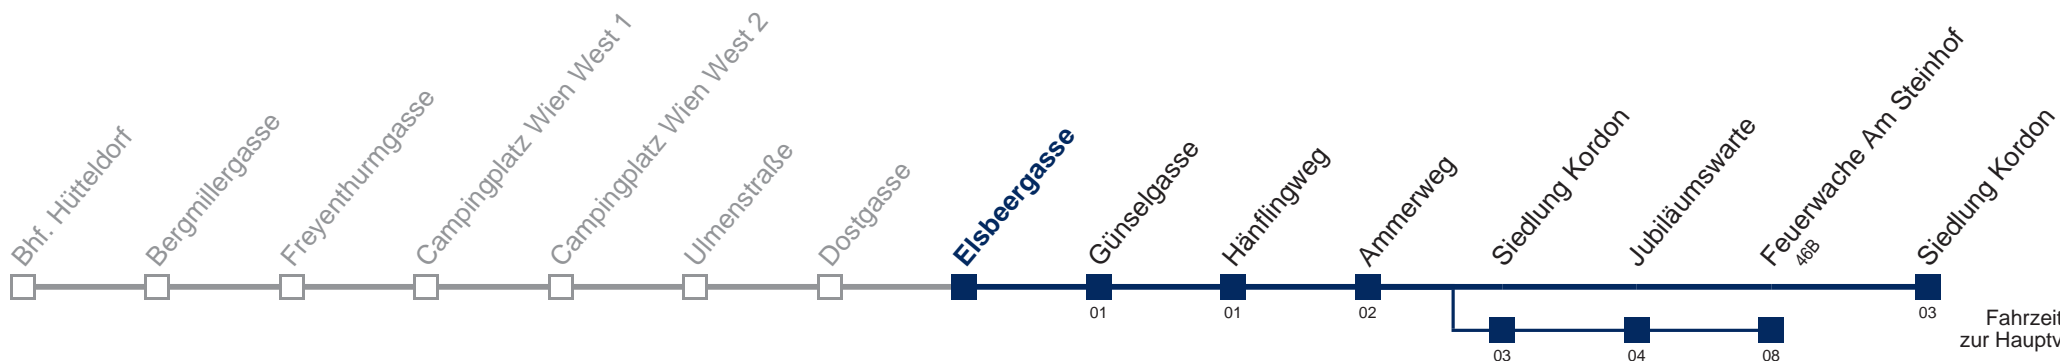 Bhf. Hütteldorf
Bergmillergasse
Freyenthurmgasse
Campingplatz Wien West 1
Campingplatz Wien West 2
Ulmenstraße
Dostgasse
Elsbeergasse
Günselgasse
Hänflingweg
Ammerweg
Siedlung Kordon
Jubiläumswarte
Feuerwache Am Steinhof
46B
Siedlung Kordon
01
01
02
03
03
04
08
Fahrzeit
zur Hauptv